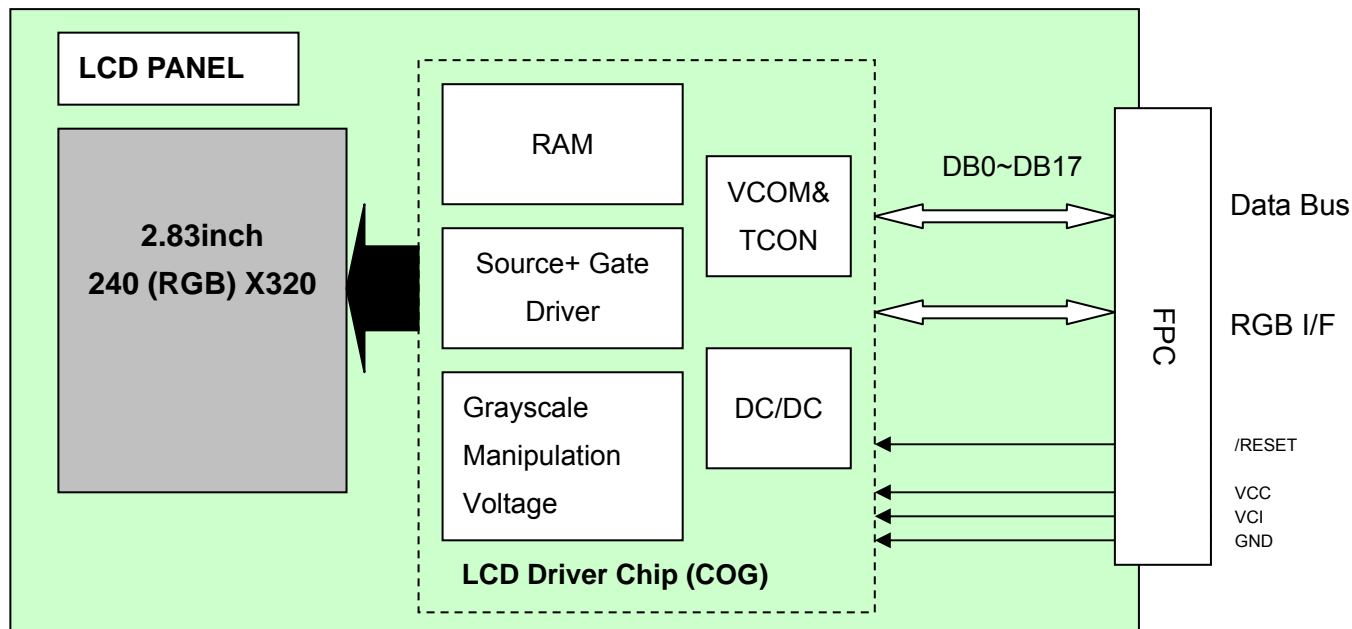 LCD PANEL
2.83inch
240 (RGB) X320
RAM
Source+ Gate
Driver
Grayscale
Manipulation
Voltage
VCOM&
TCON
DC/DC
LCD Driver Chip (COG)
DB0~DB17
FPC
Data Bus
RGB I/F
/RESET
VCC
VCI
GND